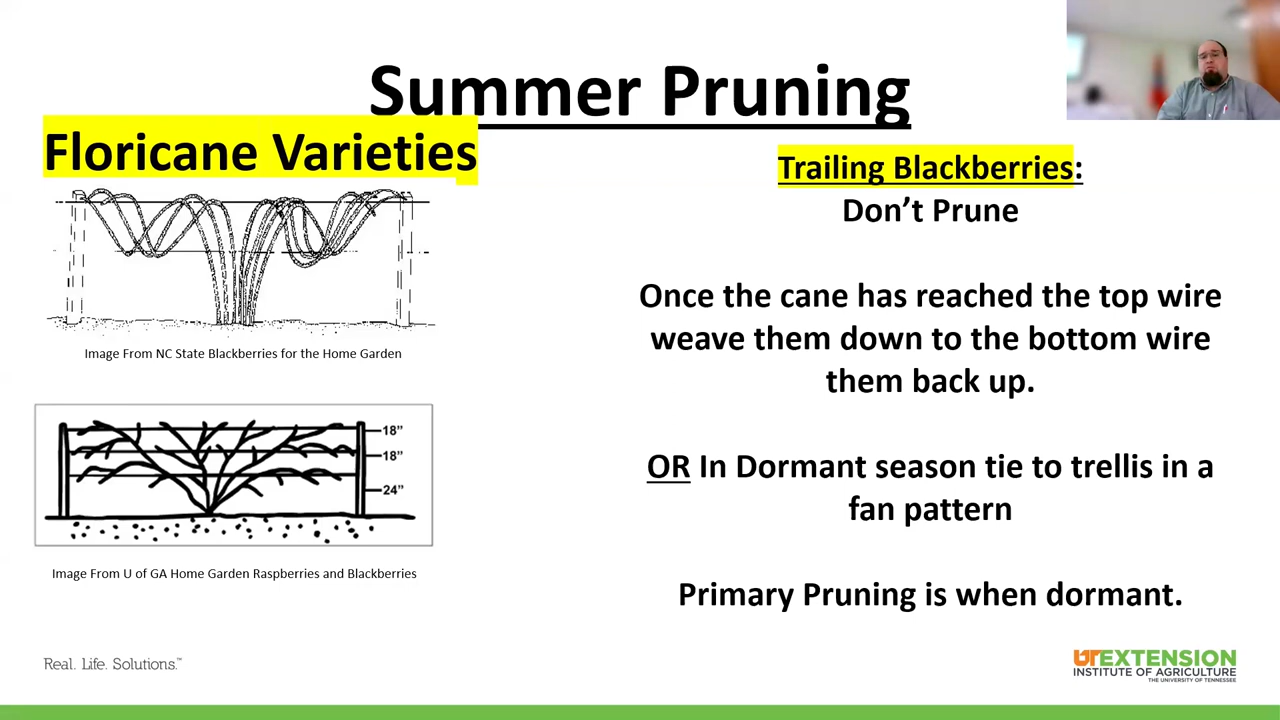 Summer Pruning
Floricane Varieties
Image From NC State Blackberries for the Home Garden
18”
18”
24”
Image From U of GA Home Garden Raspberries and Blackberries
Trailing Blackberries:
Don’t Prune
Once the cane has reached the top wire
weave them down to the bottom wire
them back up.
OR In Dormant season tie to trellis in a
fan pattern
Primary Pruning is when dormant.
Real. Life. Solutions.™
UT EXTENSION
INSTITUTE OF AGRICULTURE
THE UNIVERSITY OF TENNESSEE